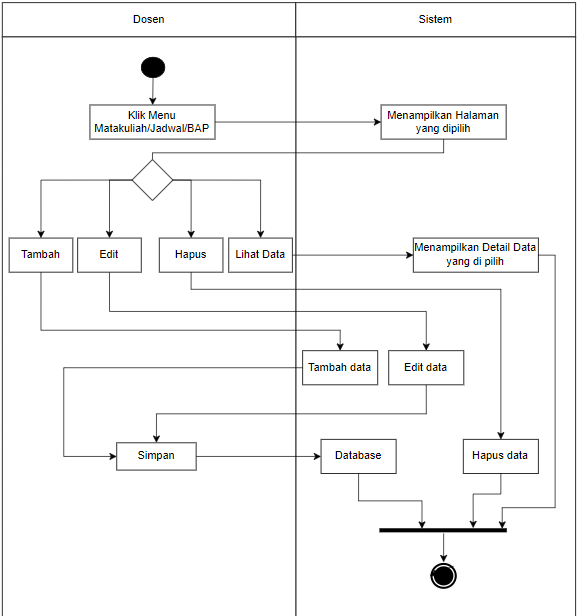 Dosen
Sistem
Klik Menu
Matakuliah/Jadwal/BAP
Menampilkan Halaman
yang dipilih
Tambah
Edit
Hapus
Lihat Data
Menampilkan Detail Data
yang di pilih
Tambah data
Edit data
Simpan
Database
Hapus data